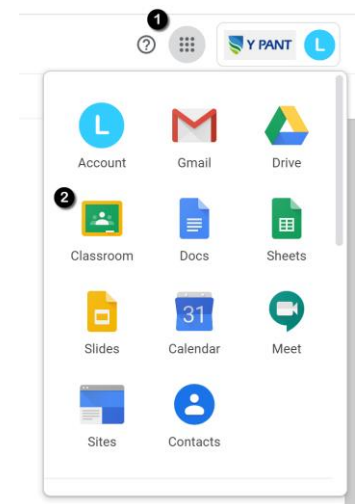 1
? Y PANT L
L
Account Gmail Drive
2
Classroom Docs Sheets
31
Slides Calendar Meet
Sites Contacts